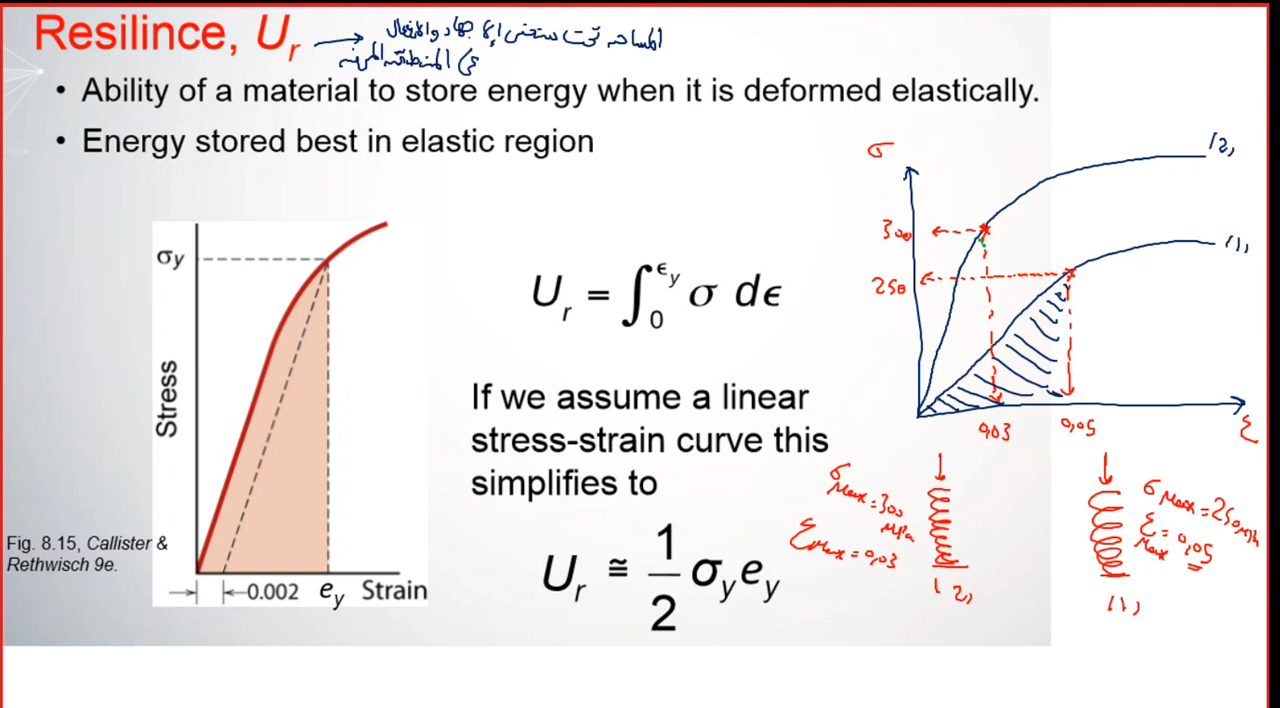 Resilince, Ur → المساحه تحت منحنى الإجهاد والانفعال
في المنطقة المرنه
• Ability of a material to store energy when it is deformed elastically.
• Energy stored best in elastic region
σy
Stress
0.002
ey
Strain
Fig. 8.15, Callister &
Rethwisch 9e.
Ur = ∫₀^ϵy σ dϵ
If we assume a linear
stress-strain curve this
simplifies to
Ur ≅ 1/2 σy ey
σ
(2)
(1)
300
250
0,03
0,05
ε
σMax = 300
MPa
εMax = 0,03
(2)
σMax = 250 MPa
εMax = 0,05
(1)